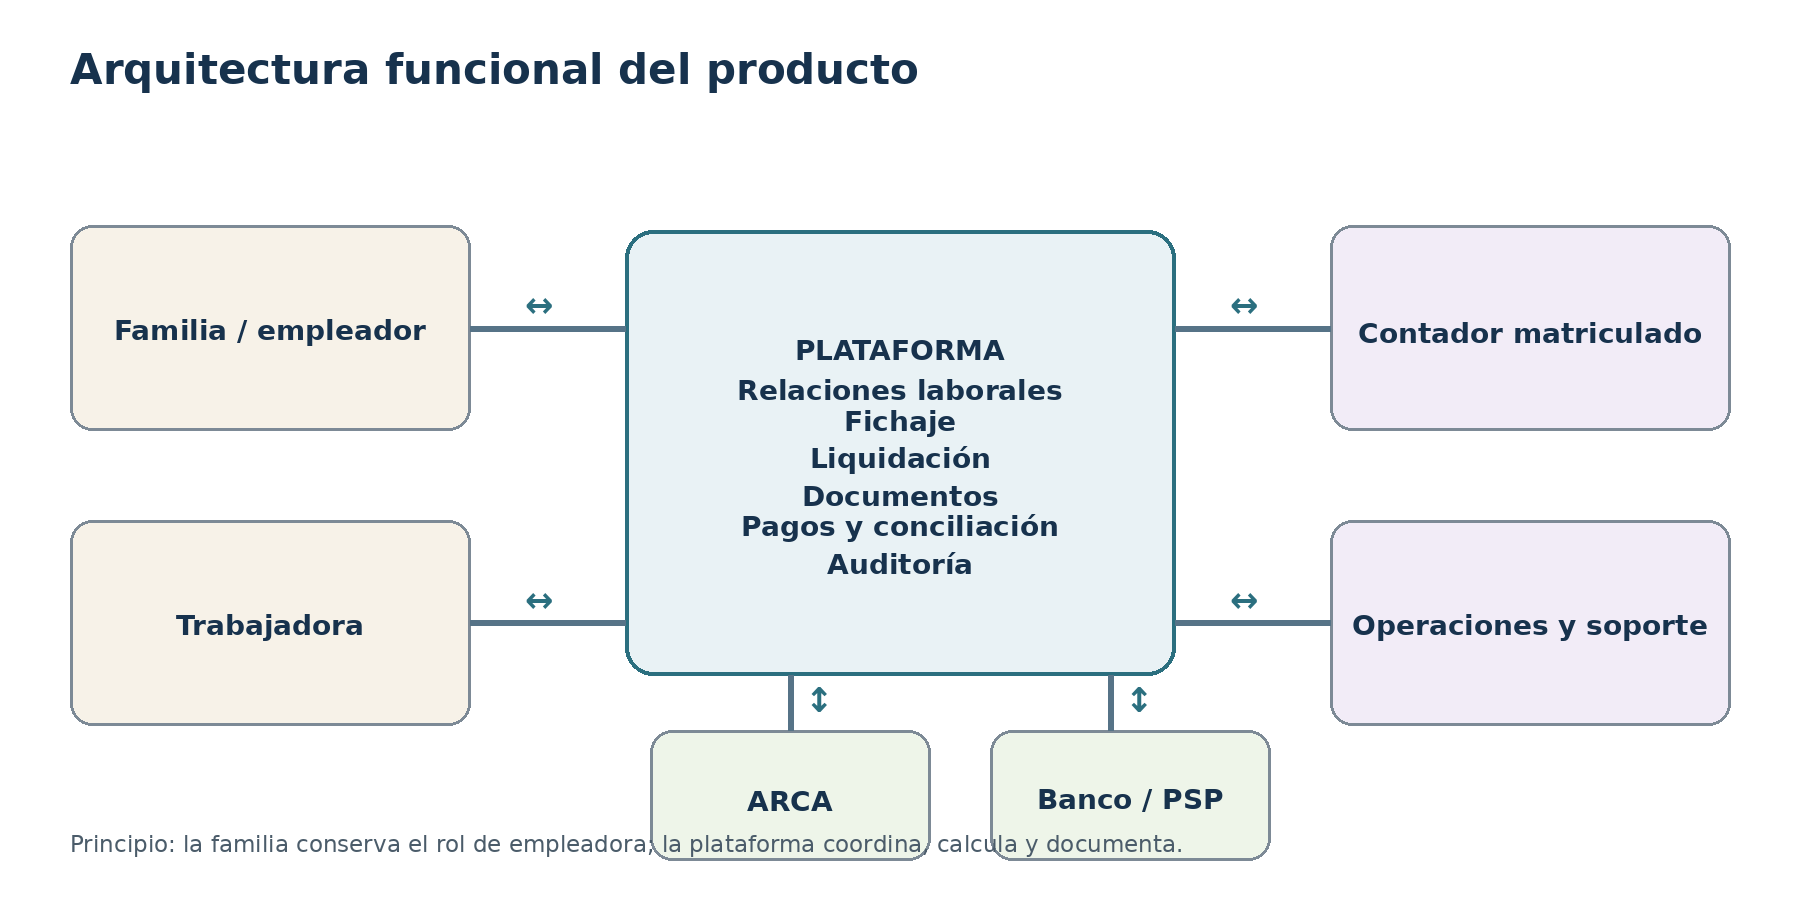 Arquitectura funcional del producto
Familia / empleador
↔
PLATAFORMA
Relaciones laborales
Fichaje
Liquidación
Documentos
Pagos y conciliación
Auditoría
↔
Contador matriculado
Trabajadora
↔
↔
Operaciones y soporte
↕
↕
ARCA
Banco / PSP
Principio: la familia conserva el rol de empleadora; la plataforma coordina, calcula y documenta.